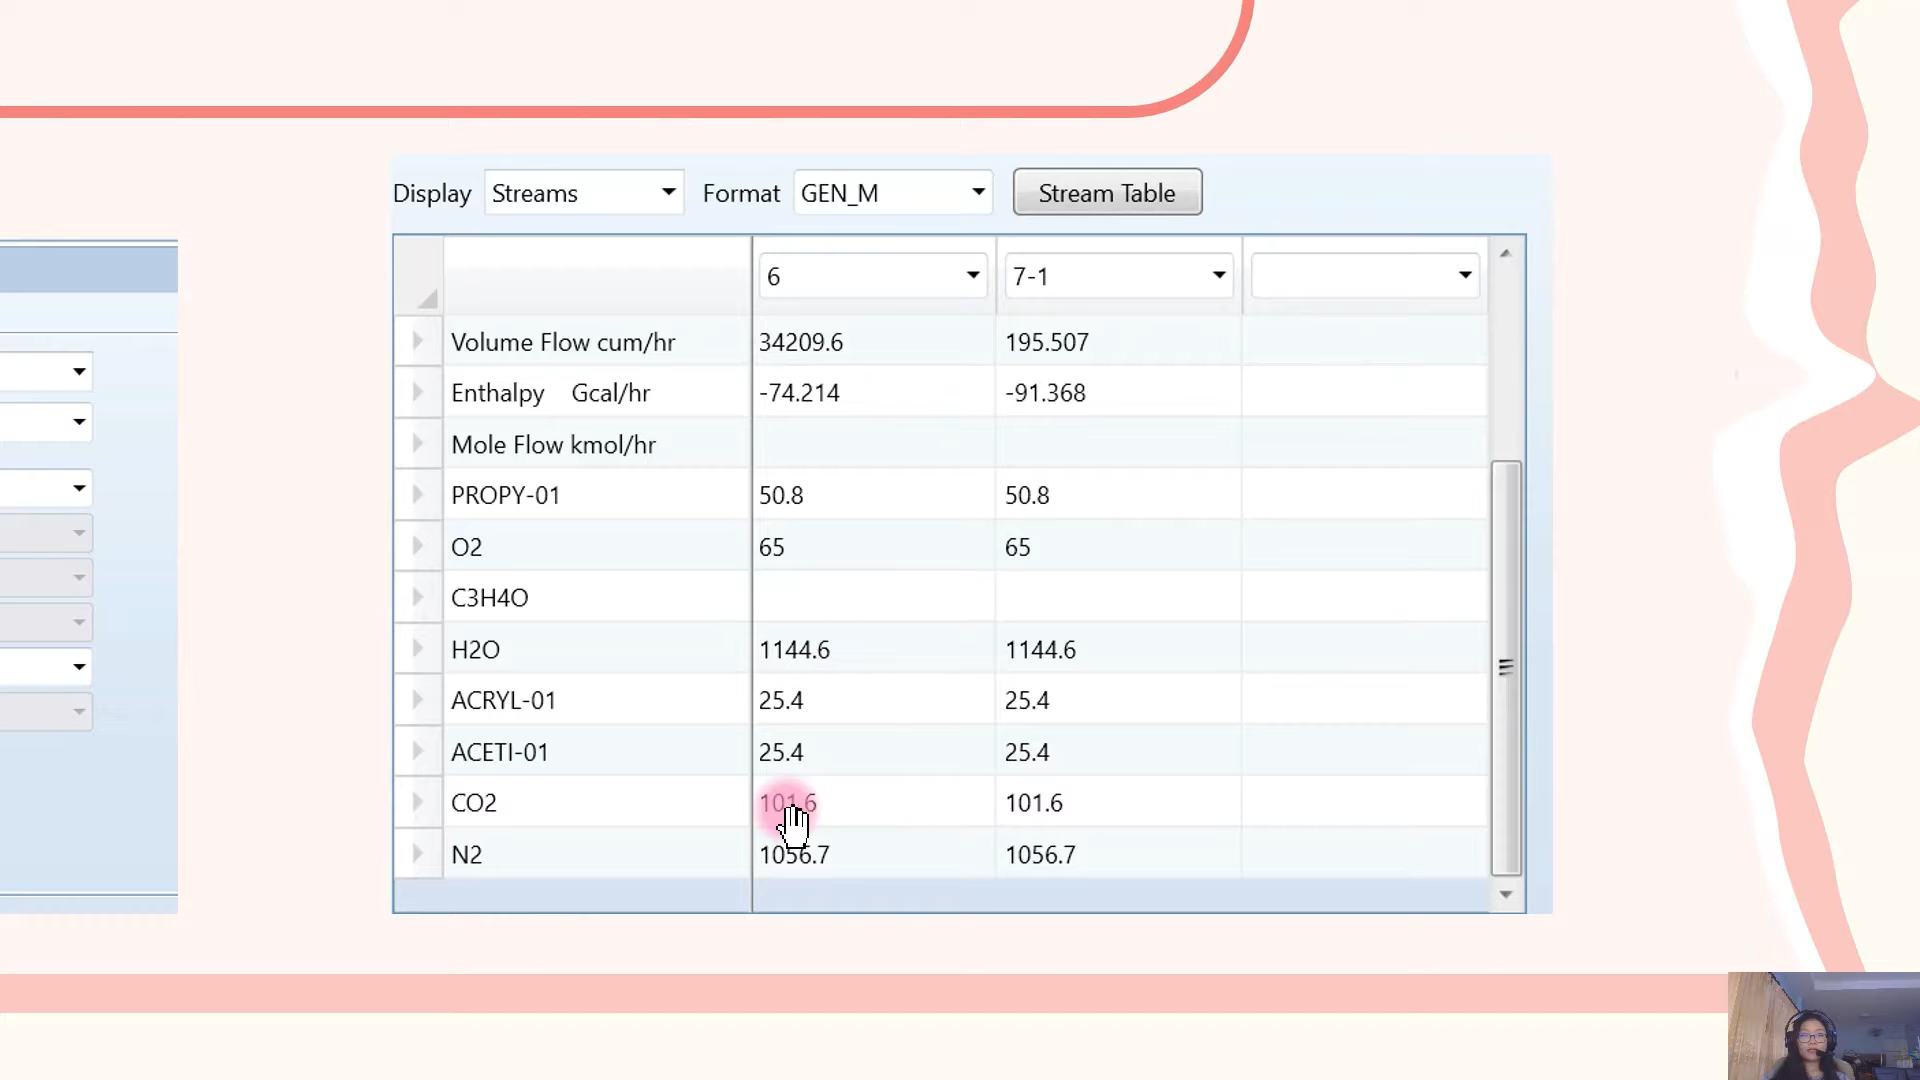 Display Streams Format GEN_M Stream Table
6 7-1
Volume Flow cum/hr 34209.6 195.507
Enthalpy Gcal/hr -74.214 -91.368
Mole Flow kmol/hr
PROPY-01 50.8 50.8
O2 65 65
C3H4O
H2O 1144.6 1144.6
ACRYL-01 25.4 25.4
ACETI-01 25.4 25.4
CO2 101.6 101.6
N2 1056.7 1056.7